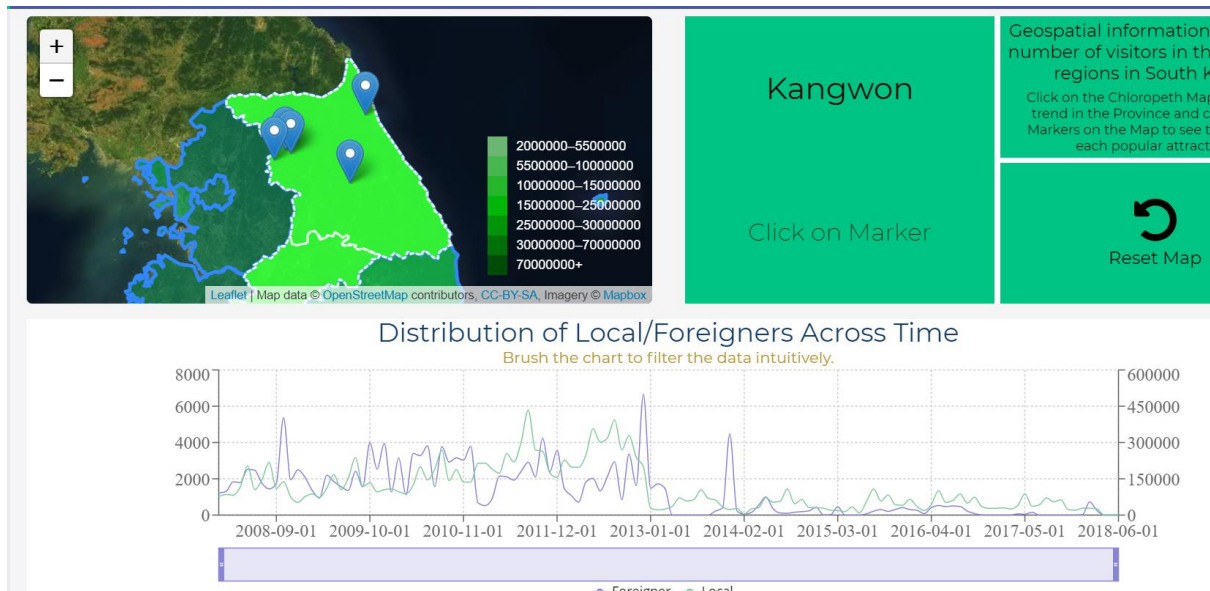 +
−
2000000–5500000
5500000–10000000
10000000–15000000
15000000–25000000
25000000–30000000
30000000–70000000
70000000+
Leaflet | Map data © OpenStreetMap contributors, CC-BY-SA, Imagery © Mapbox
Kangwon
Click on Marker
Geospatial information
number of visitors in th
regions in South K
Click on the Chloropeth Map
trend in the Province and c
Markers on the Map to see t
each popular attract
Reset Map
Distribution of Local/Foreigners Across Time
Brush the chart to filter the data intuitively.
8000
6000
4000
2000
0
600000
450000
300000
150000
0
2008-09-01 2009-10-01 2010-11-01 2011-12-01 2013-01-01 2014-02-01 2015-03-01 2016-04-01 2017-05-01 2018-06-01
Foreigner Local